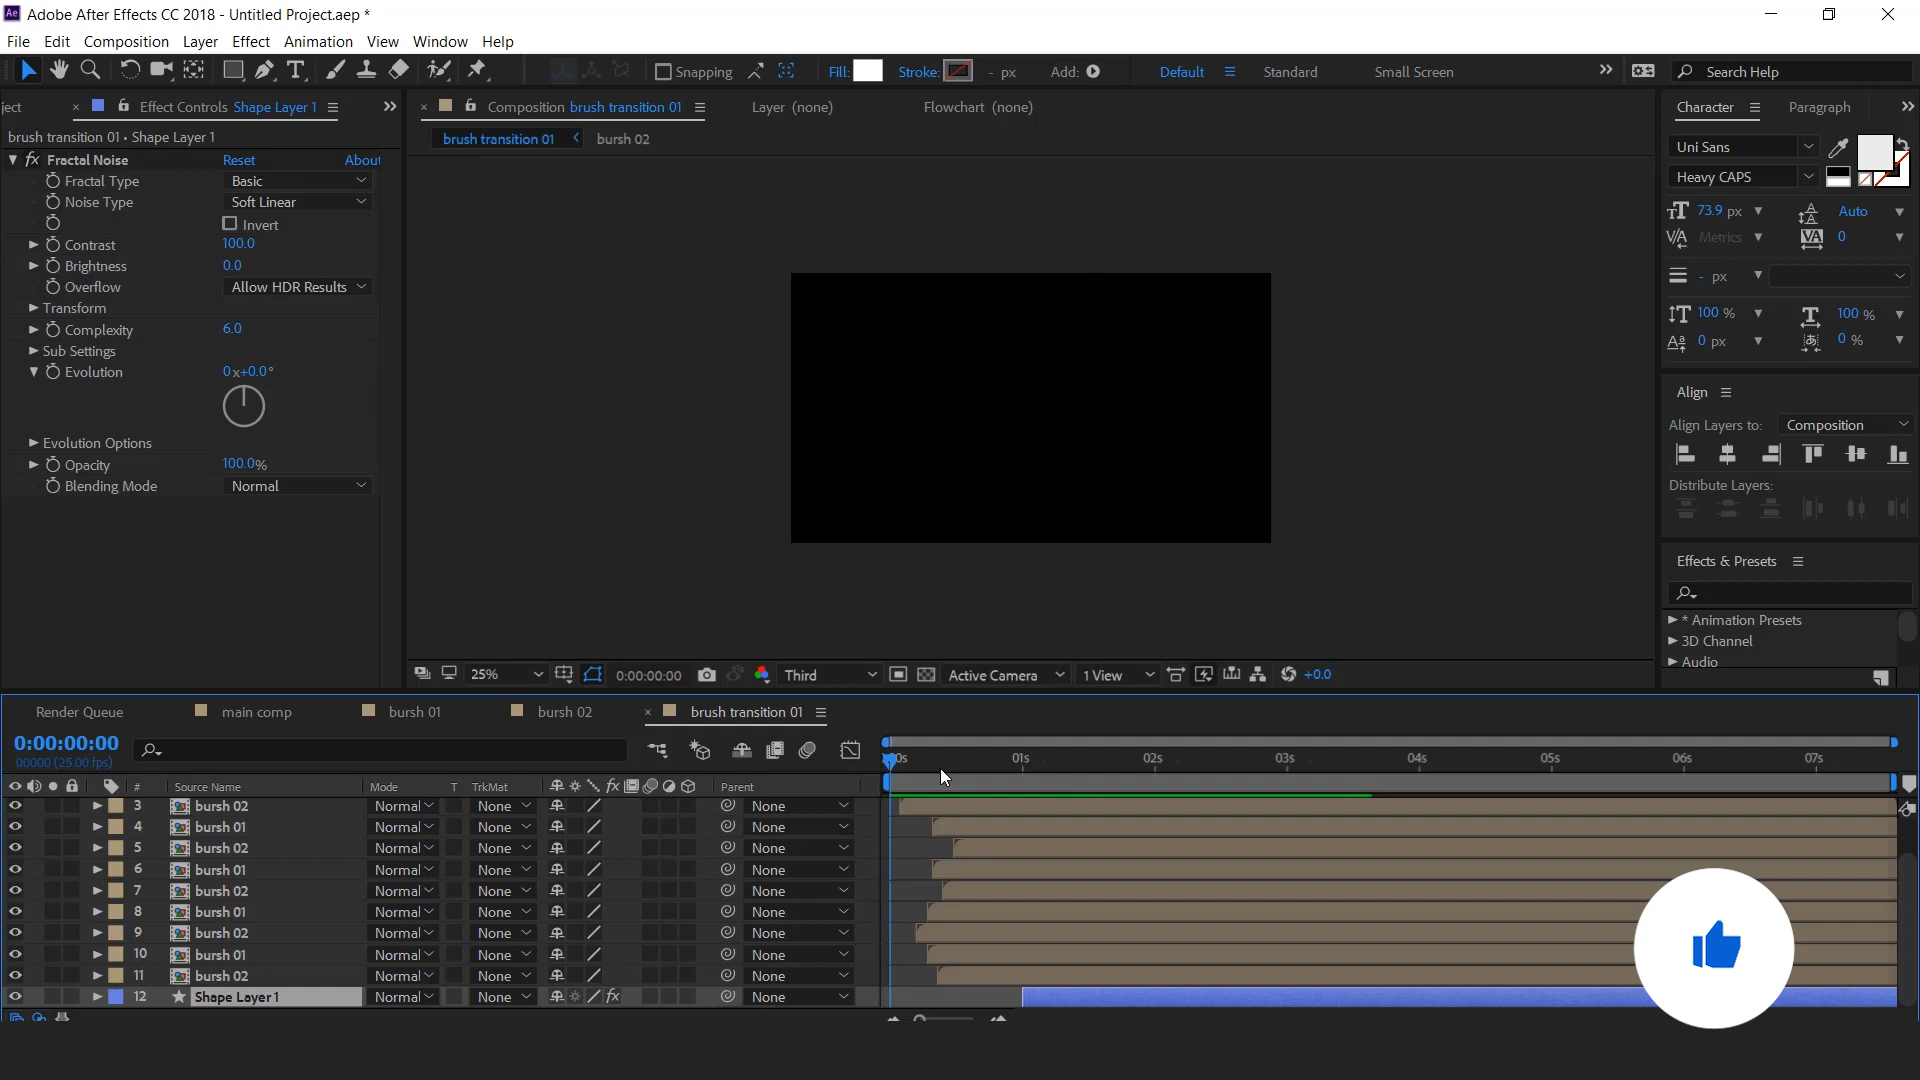 Adobe After Effects CC 2018 - Untitled Project.aep *
File Edit Composition Layer Effect Animation View Window Help
Snapping Fill: Stroke: - px Add: Default Standard Small Screen Search Help
ject Effect Controls Shape Layer 1
Composition brush transition 01 Layer (none) Flowchart (none)
Character Paragraph
brush transition 01 • Shape Layer 1
brush transition 01 bursh 02
fx Fractal Noise Reset About
Fractal Type Basic
Noise Type Soft Linear
Invert
Contrast 100.0
Brightness 0.0
Overflow Allow HDR Results
Transform
Complexity 6.0
Sub Settings
Evolution 0x+0.0°
Evolution Options
Opacity 100.0%
Blending Mode Normal
Uni Sans
Heavy CAPS
73.9 px Auto
Metrics 0
- px
100 % 100 %
0 px 0 %
Align
Align Layers to: Composition
Distribute Layers:
Effects & Presets
* Animation Presets
3D Channel
Audio
25% 0:00:00:00 Third Active Camera 1 View +0.0
Render Queue main comp bursh 01 bursh 02 brush transition 01
0:00:00:00
00000 (25.00 fps)
0s 01s 02s 03s 04s 05s 06s 07s
# Source Name Mode T TrkMat fx Parent
3 bursh 02 Normal None None
4 bursh 01 Normal None None
5 bursh 02 Normal None None
6 bursh 01 Normal None None
7 bursh 02 Normal None None
8 bursh 01 Normal None None
9 bursh 02 Normal None None
10 bursh 01 Normal None None
11 bursh 02 Normal None None
12 Shape Layer 1 Normal None fx None